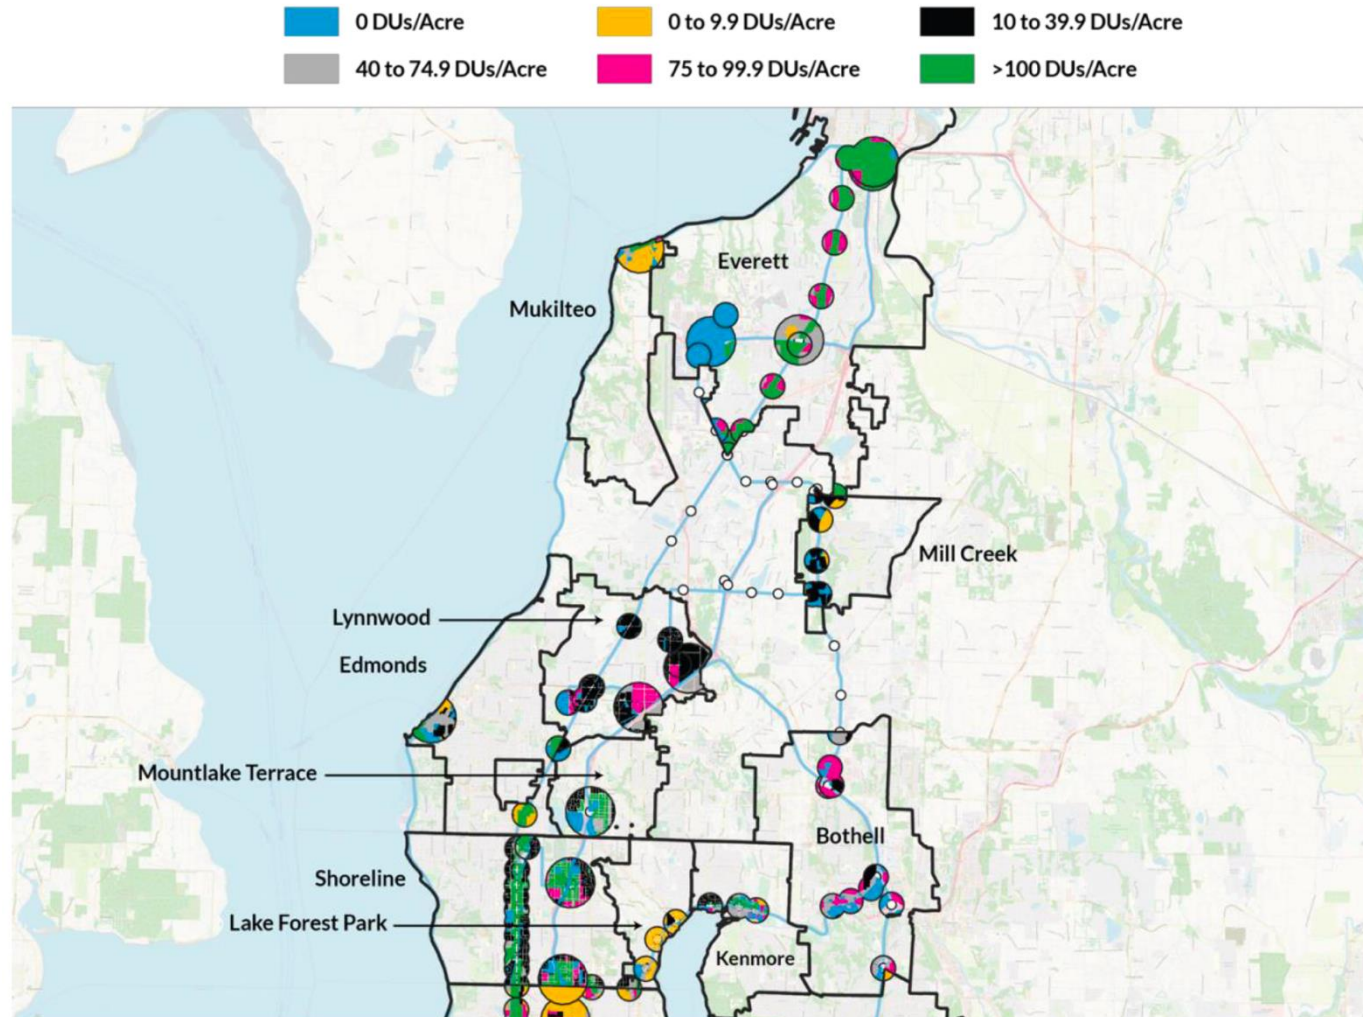 0 DUs/Acre
0 to 9.9 DUs/Acre
10 to 39.9 DUs/Acre
40 to 74.9 DUs/Acre
75 to 99.9 DUs/Acre
>100 DUs/Acre
Everett
Mukilteo
Mill Creek
Lynnwood
Edmonds
Mountlake Terrace
Bothell
Shoreline
Lake Forest Park
Kenmore